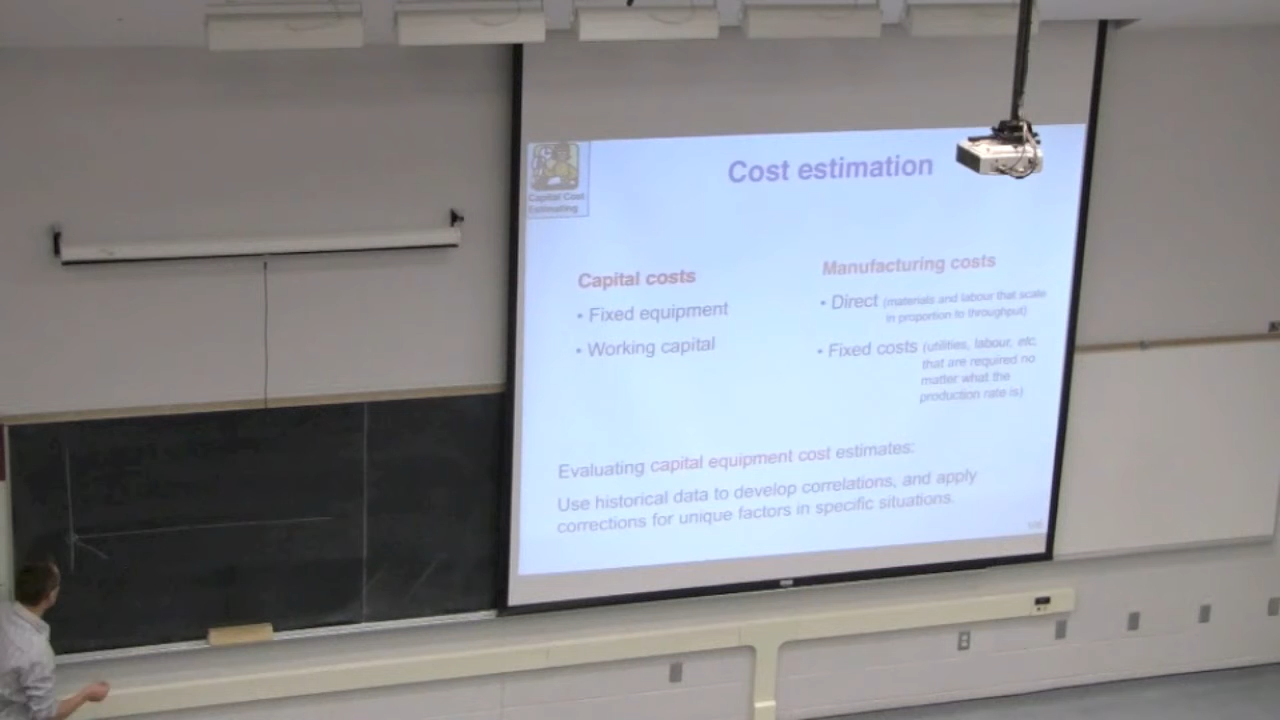 Capital Cost
Estimating
Cost estimation
Capital costs
• Fixed equipment
• Working capital
Manufacturing costs
• Direct (materials and labour that scale
in proportion to throughput)
• Fixed costs (utilities, labour, etc,
that are required no
matter what the
production rate is)
Evaluating capital equipment cost estimates:
Use historical data to develop correlations, and apply
corrections for unique factors in specific situations.